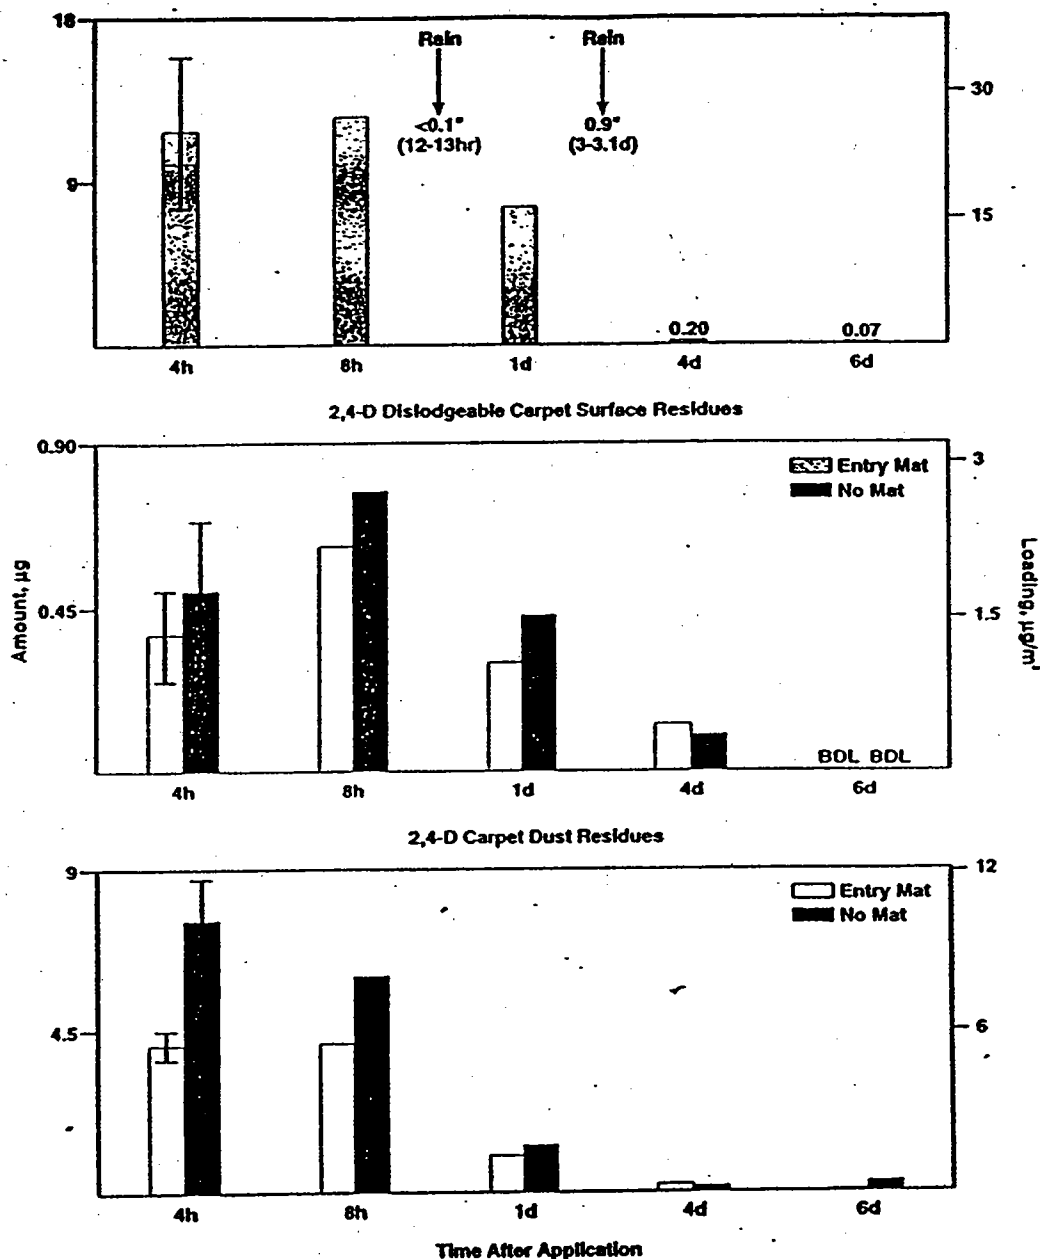 18
Rain
Rain
30
<0.1"
(12-13hr)
0.9"
(3-3.1d)
9
15
0.20
0.07
4h
8h
1d
4d
6d
2,4-D Dislodgeable Carpet Surface Residues
0.90
3
Entry Mat
No Mat
Amount, µg
0.45
1.5
Loading, µg/m²
BDL BDL
4h
8h
1d
4d
6d
2,4-D Carpet Dust Residues
9
12
Entry Mat
No Mat
4.5
6
4h
8h
1d
4d
6d
Time After Application